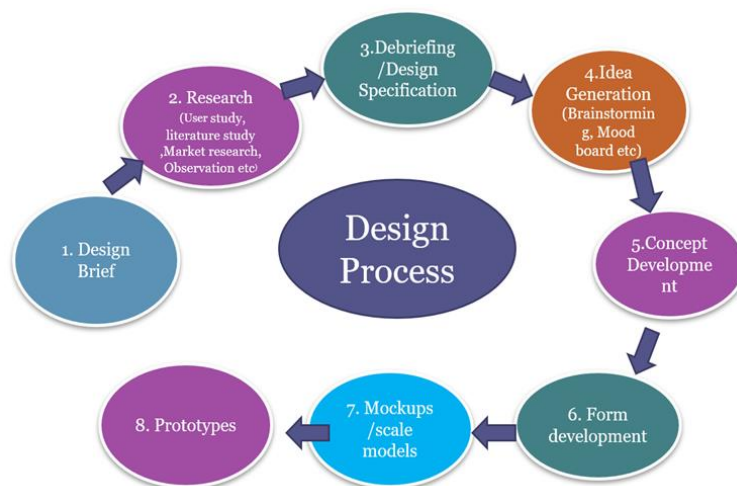 1. Design
Brief
2. Research
(User study,
literature study
,Market research,
Observation etc)
3.Debriefing
/Design
Specification
4.Idea
Generation
(Brainstormin
g, Mood
board etc)
5.Concept
Developme
nt
6. Form
development
7. Mockups
/scale
models
8. Prototypes
Design
Process